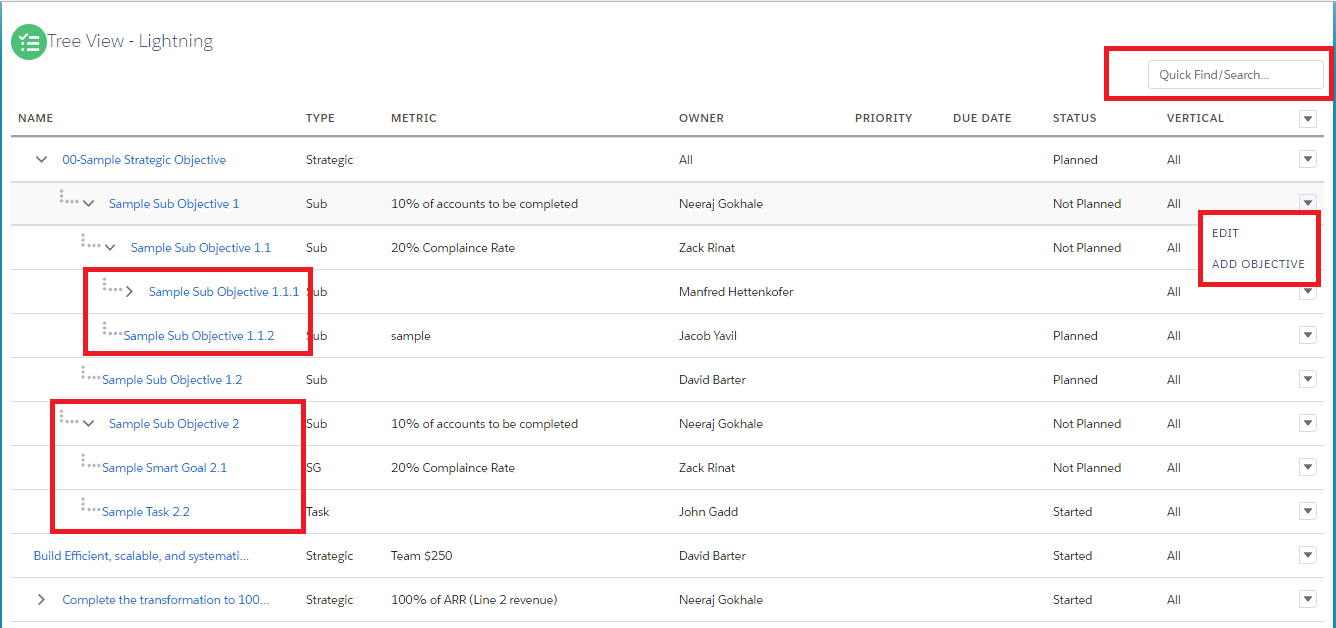 Tree View - Lightning
Quick Find/Search...
NAME TYPE METRIC OWNER PRIORITY DUE DATE STATUS VERTICAL
00-Sample Strategic Objective Strategic All Planned All
Sample Sub Objective 1 Sub 10% of accounts to be completed Neeraj Gokhale Not Planned All
EDIT
Sample Sub Objective 1.1 Sub 20% Complaince Rate Zack Rinat Not Planned All
ADD OBJECTIVE
Sample Sub Objective 1.1.1 Sub Manfred Hettenkofer All
Sample Sub Objective 1.1.2 Sub sample Jacob Yavil Planned All
Sample Sub Objective 1.2 Sub David Barter Planned All
Sample Sub Objective 2 Sub 10% of accounts to be completed Neeraj Gokhale Not Planned All
Sample Smart Goal 2.1 SG 20% Complaince Rate Zack Rinat Not Planned All
Sample Task 2.2 Task John Gadd Started All
Build Efficient, scalable, and systemati... Strategic Team $250 David Barter Started All
Complete the transformation to 100... Strategic 100% of ARR (Line 2 revenue) Neeraj Gokhale Started All